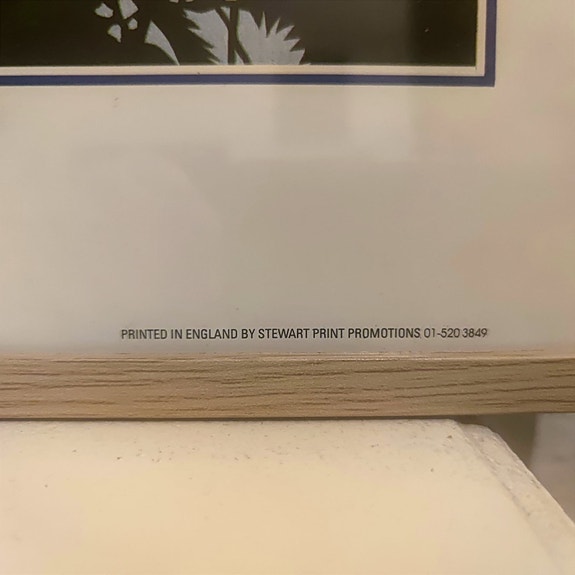 PRINTED IN ENGLAND BY STEWART PRINT PROMOTIONS 01-520 3849